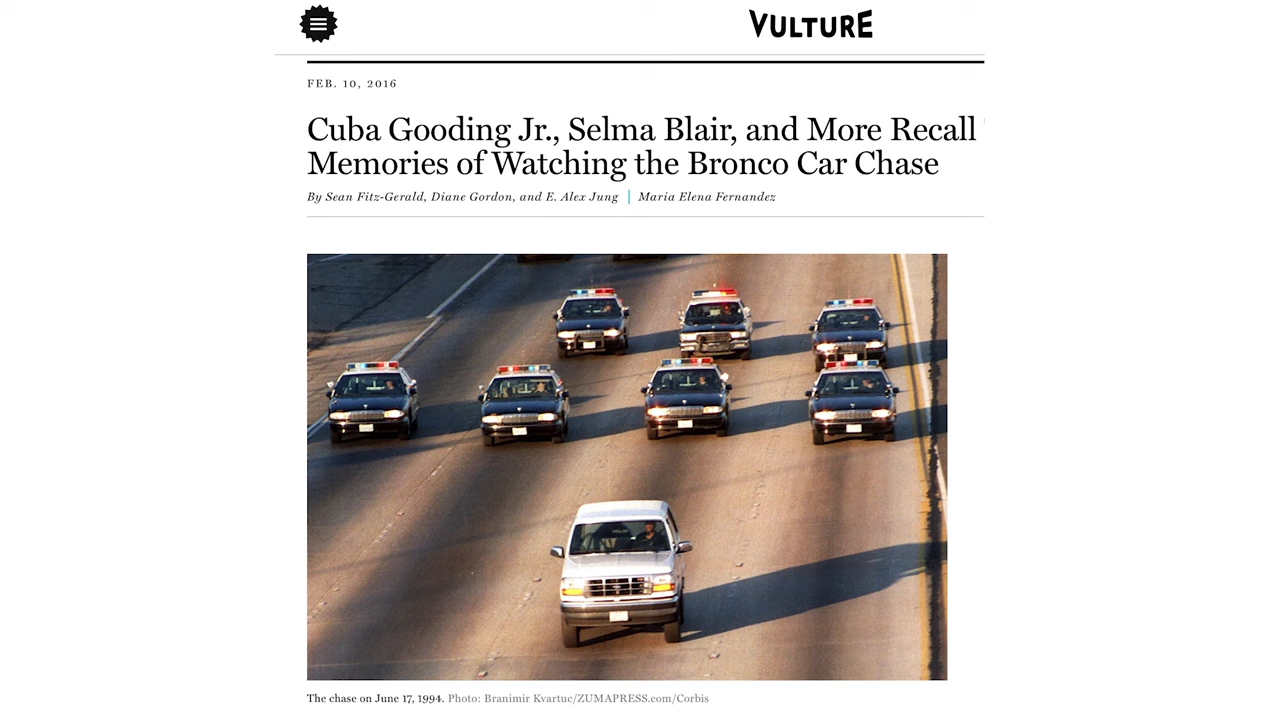 VULTURE
FEB. 10, 2016
Cuba Gooding Jr., Selma Blair, and More Recall
Memories of Watching the Bronco Car Chase
By Sean Fitz-Gerald, Diane Gordon, and E. Alex Jung | Maria Elena Fernandez
The chase on June 17, 1994. Photo: Branimir Kvartuc/ZUMAPRESS.com/Corbis